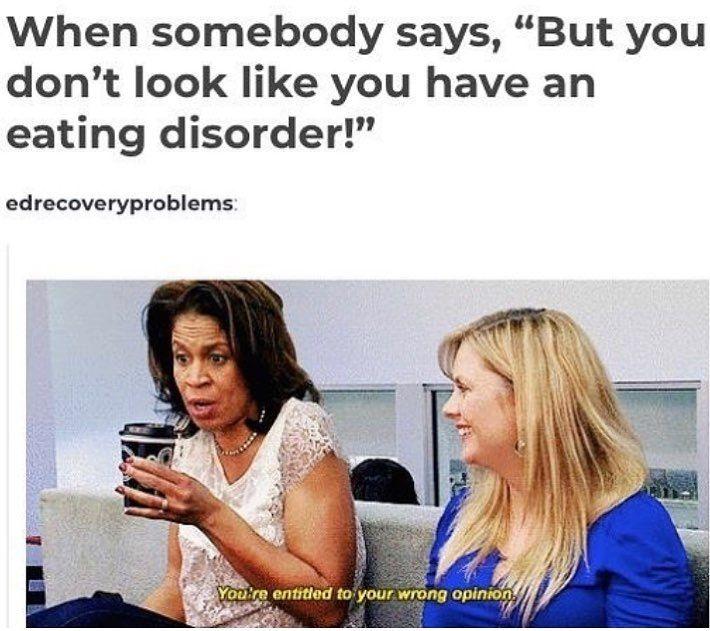 When somebody says, “But you
don’t look like you have an
eating disorder!”
edrecoveryproblems:
You're entitled to your wrong opinion.